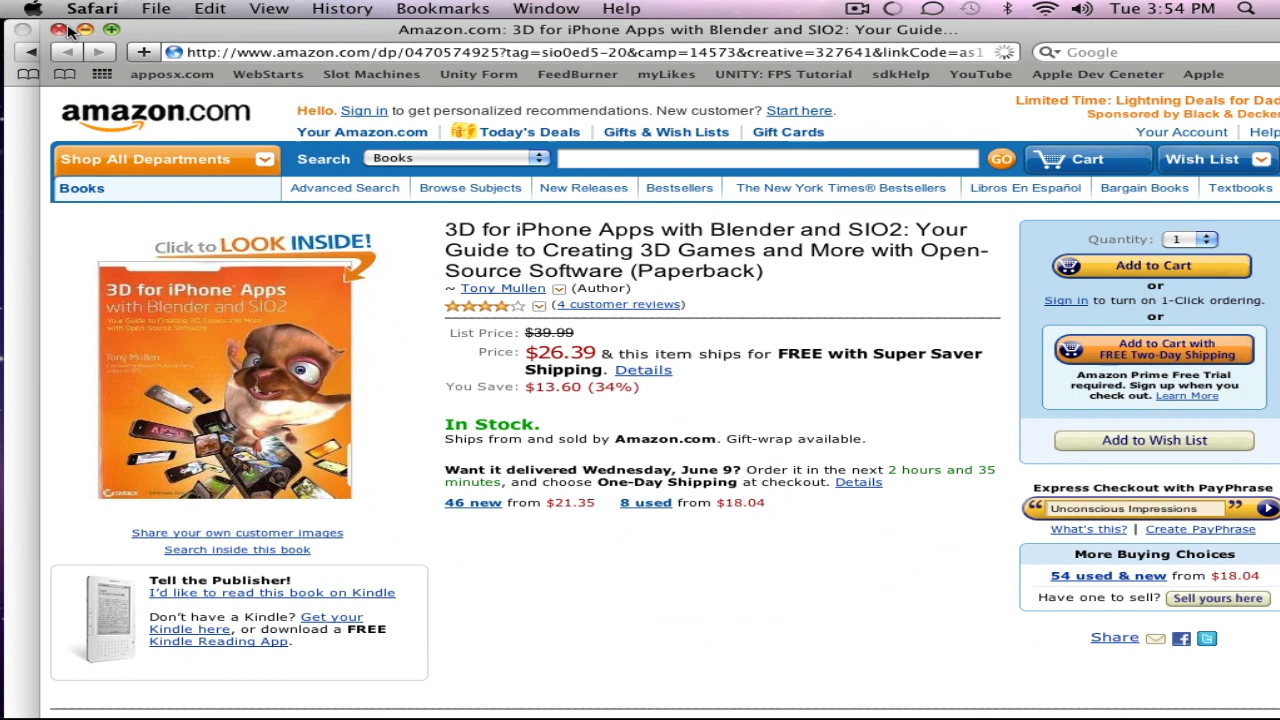 Safari File Edit View History Bookmarks Window Help Tue 3:54 PM
Amazon.com: 3D for iPhone Apps with Blender and SIO2: Your Guide...
http://www.amazon.com/dp/0470574925?tag=sio0ed5-20&camp=14573&creative=327641&linkCode=as1 Google
apposx.com WebStarts Slot Machines Unity Form FeedBurner myLikes UNITY: FPS Tutorial sdkHelp YouTube Apple Dev Ceneter Apple
amazon.com
Hello. Sign in to get personalized recommendations. New customer? Start here.
Limited Time: Lightning Deals for Dad
Sponsored by Black & Decker
Your Amazon.com Today's Deals Gifts & Wish Lists Gift Cards Your Account Help
Shop All Departments Search Books GO Cart Wish List
Books Advanced Search Browse Subjects New Releases Bestsellers The New York Times® Bestsellers Libros En Español Bargain Books Textbooks
Click to LOOK INSIDE!
3D for iPhone Apps
with Blender and SIO2
Tony Mullen
SYBEX
Share your own customer images
Search inside this book
3D for iPhone Apps with Blender and SIO2: Your
Guide to Creating 3D Games and More with Open-
Source Software (Paperback)
~ Tony Mullen (Author)
(4 customer reviews)
List Price: $39.99
Price: $26.39 & this item ships for FREE with Super Saver
Shipping. Details
You Save: $13.60 (34%)
In Stock.
Ships from and sold by Amazon.com. Gift-wrap available.
Want it delivered Wednesday, June 9? Order it in the next 2 hours and 35
minutes, and choose One-Day Shipping at checkout. Details
46 new from $21.35 8 used from $18.04
Quantity: 1
Add to Cart
or
Sign in to turn on 1-Click ordering.
or
Add to Cart with
FREE Two-Day Shipping
Amazon Prime Free Trial
required. Sign up when you
check out. Learn More
Add to Wish List
Express Checkout with PayPhrase
Unconscious Impressions
What's this? | Create PayPhrase
More Buying Choices
54 used & new from $18.04
Have one to sell? Sell yours here
Share
Tell the Publisher!
I'd like to read this book on Kindle
Don't have a Kindle? Get your
Kindle here, or download a FREE
Kindle Reading App.